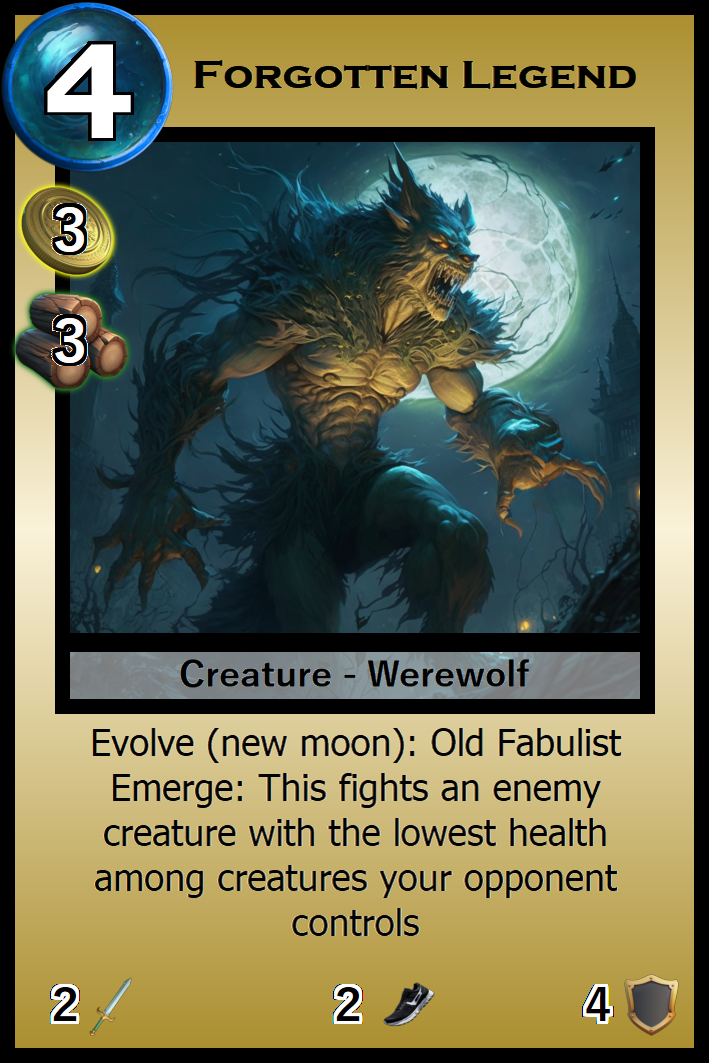 4
Forgotten Legend
3
3
Creature - Werewolf
Evolve (new moon): Old Fabulist
Emerge: This fights an enemy
creature with the lowest health
among creatures your opponent
controls
2 2 4